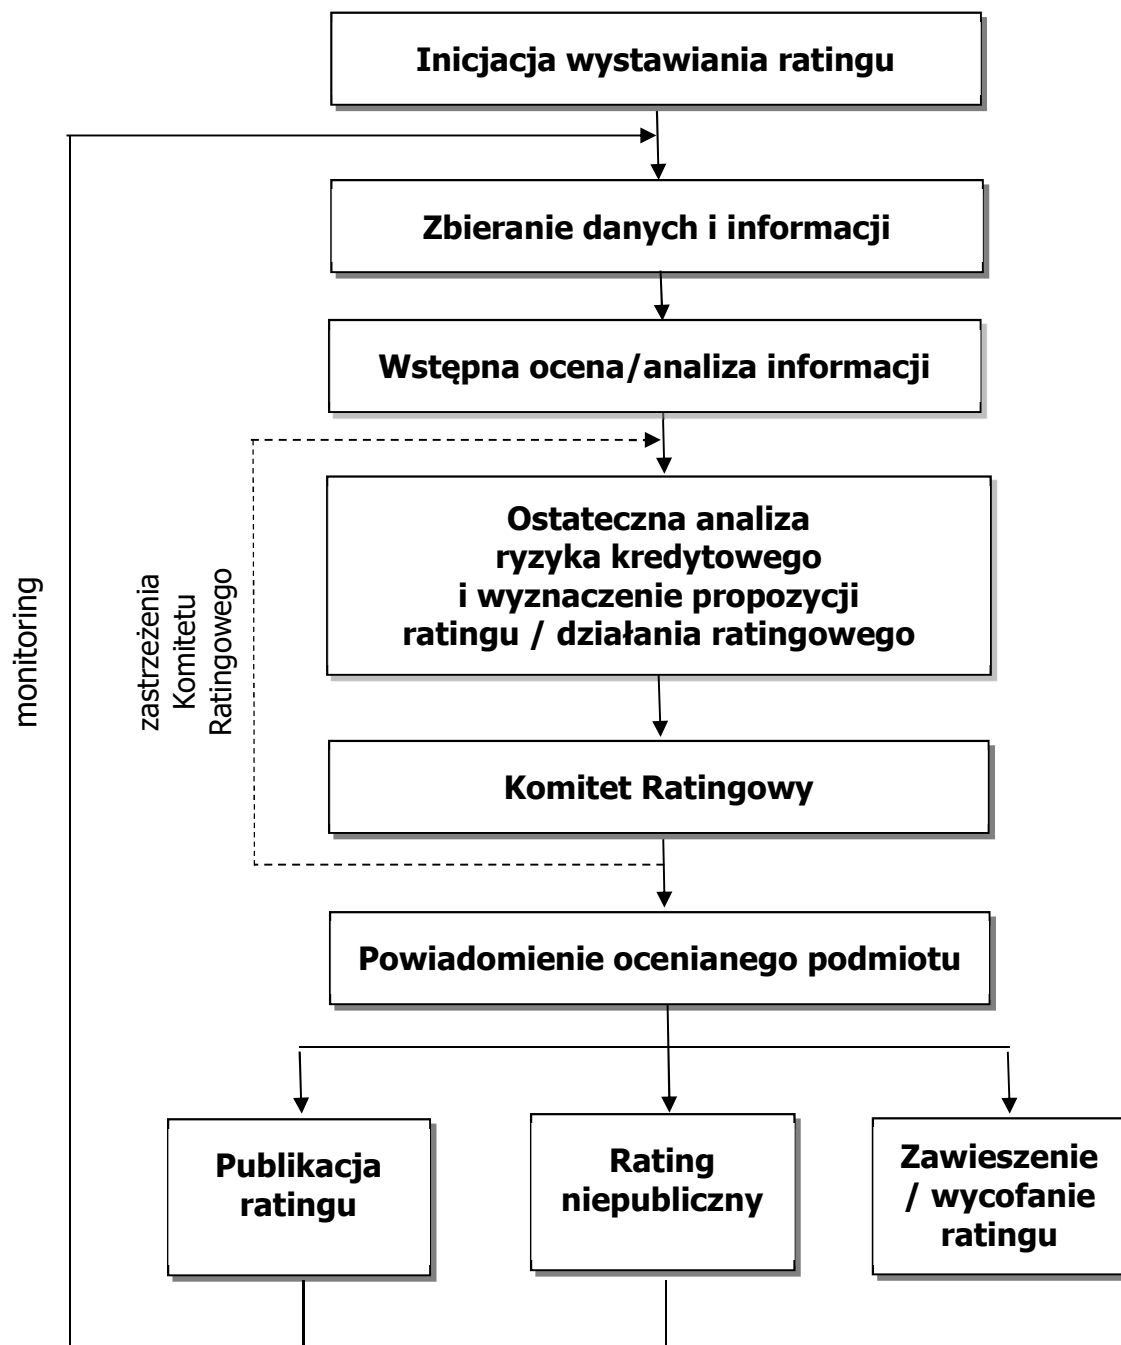 Inicjacja wystawiania ratingu
Zbieranie danych i informacji
Wstępna ocena/analiza informacji
Ostateczna analiza
ryzyka kredytowego
i wyznaczenie propozycji
ratingu / działania ratingowego
monitoring
zastrzeżenia
Komitetu
Ratingowego
Komitet Ratingowy
Powiadomienie ocenianego podmiotu
Publikacja
ratingu
Rating
niepubliczny
Zawieszenie
/ wycofanie
ratingu